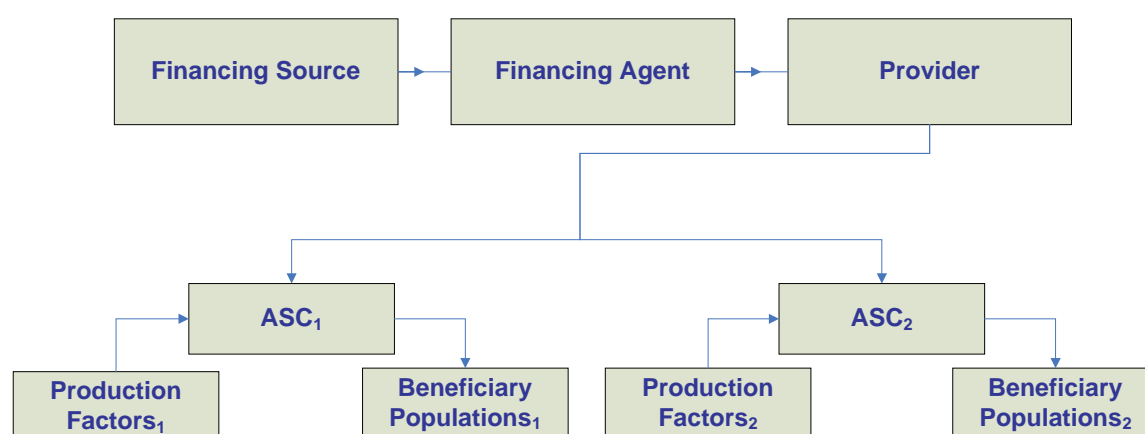 Financing Source
Financing Agent
Provider
ASC₁
ASC₂
Production
Factors₁
Beneficiary
Populations₁
Production
Factors₂
Beneficiary
Populations₂